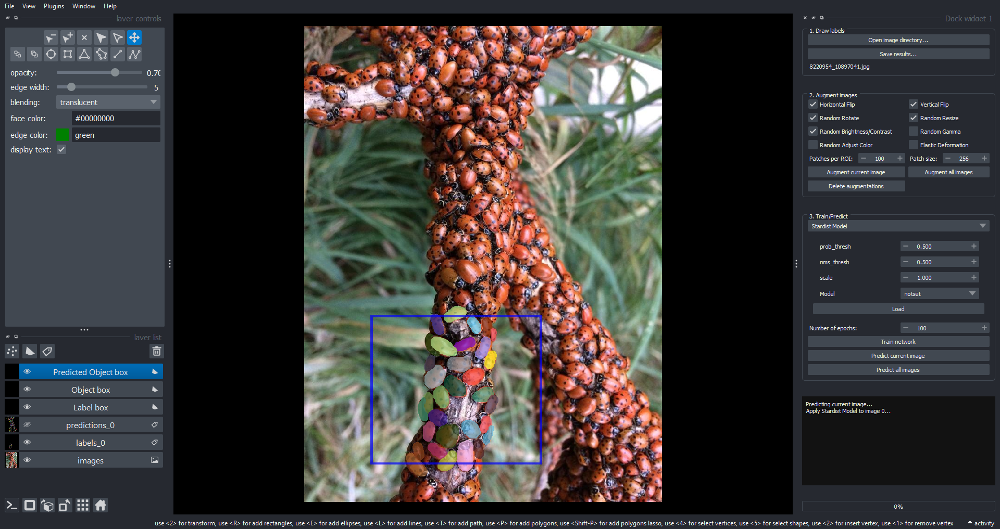 File View Plugins Window Help
layer controls
opacity: 0.70
edge width: 5
blending: translucent
face color: #00000000
edge color: green
display text:
layer list
Predicted Object box
Object box
Label box
predictions_0
labels_0
images
Dock widget 1
1. Draw labels
Open image directory...
Save results...
8220954_10897041.jpg
2. Augment images
Horizontal Flip Vertical Flip
Random Rotate Random Resize
Random Brightness/Contrast Random Gamma
Random Adjust Color Elastic Deformation
Patches per ROI: 100 Patch size: 256
Augment current image Augment all images
Delete augmentations
3. Train/Predict
Stardist Model
prob_thresh 0.500
nms_thresh 0.500
scale 1.000
Model notset
Load
Number of epochs: 100
Train network
Predict current image
Predict all images
Predicting current image...
Apply Stardist Model to image 0...
0%
use <2> for transform, use <R> for add rectangles, use <E> for add ellipses, use <L> for add lines, use <T> for add path, use <P> for add polygons, use <Shift-P> for add polygons lasso, use <4> for select vertices, use <5> for select shapes, use <2> for insert vertex, use <1> for remove vertex activity